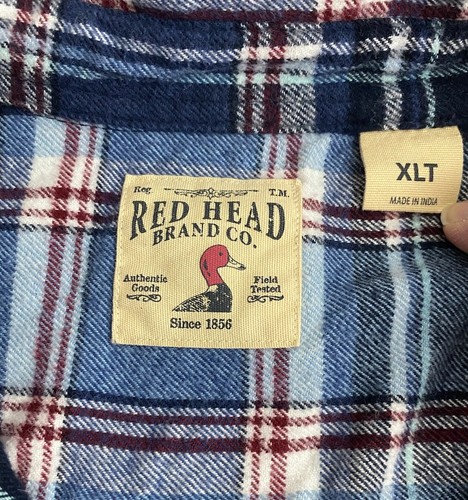 Reg. T.M.
RED HEAD
BRAND CO.
Authentic Field
Goods Tested
Since 1856
XLT
MADE IN INDIA